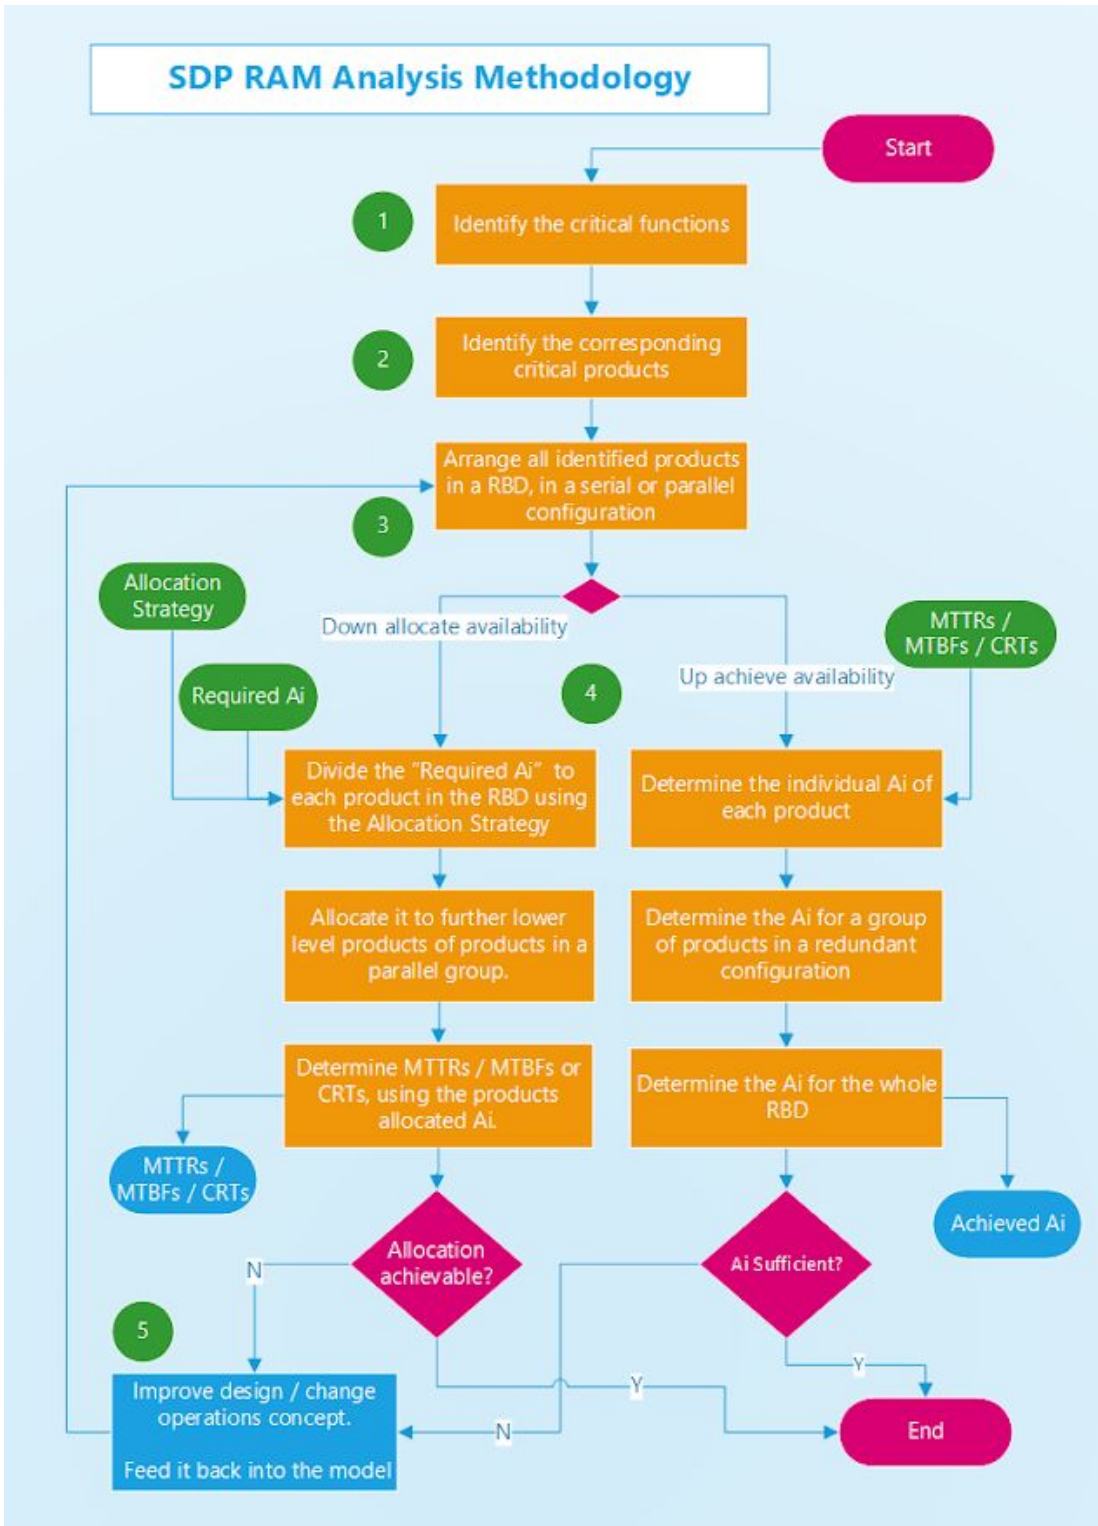 SDP RAM Analysis Methodology
Start
1
Identify the critical functions
2
Identify the corresponding
critical products
Arrange all identified products
in a RBD, in a serial or parallel
configuration
3
Allocation
Strategy
Down allocate availability
MTTRs /
MTBFs / CRTs
Required Ai
4
Up achieve availability
Divide the "Required Ai" to
each product in the RBD using
the Allocation Strategy
Determine the individual Ai of
each product
Allocate it to further lower
level products of products in a
parallel group.
Determine the Ai for a group
of products in a redundant
configuration
Determine MTTRs / MTBFs or
CRTs, using the products
allocated Ai.
Determine the Ai for the whole
RBD
MTTRs /
MTBFs / CRTs
Achieved Ai
Allocation
achievable?
Ai Sufficient?
N
5
Y
Y
N
Improve design / change
operations concept.
Feed it back into the model
End